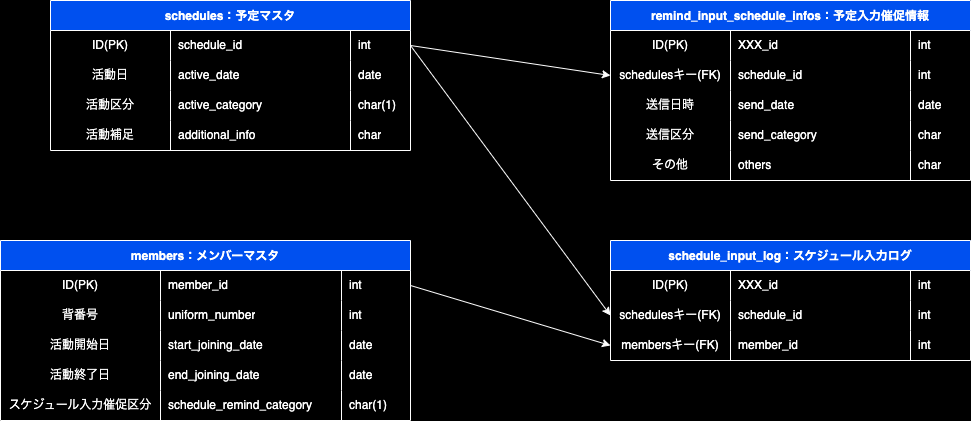 schedules：予定マスタ
ID(PK) schedule_id int
活動日 active_date date
活動区分 active_category char(1)
活動補足 additional_info char
remind_input_schedule_infos：予定入力催促情報
ID(PK) XXX_id int
schedulesキー(FK) schedule_id int
送信日時 send_date date
送信区分 send_category char
その他 others char
members：メンバーマスタ
ID(PK) member_id int
背番号 uniform_number int
活動開始日 start_joining_date date
活動終了日 end_joining_date date
スケジュール入力催促区分 schedule_remind_category char(1)
schedule_input_log：スケジュール入力ログ
ID(PK) XXX_id int
schedulesキー(FK) schedule_id int
membersキー(FK) member_id int